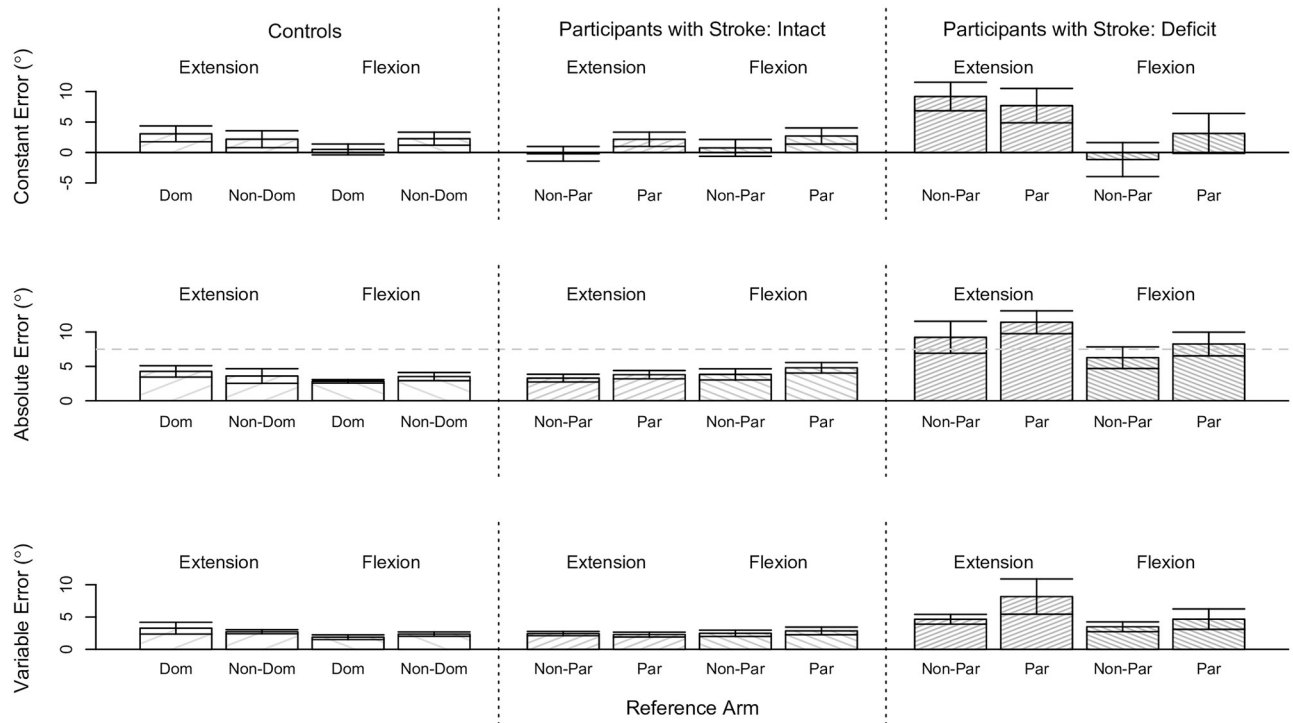 Controls
Participants with Stroke: Intact
Participants with Stroke: Deficit
Constant Error (°)
Extension Flexion Extension Flexion Extension Flexion
10
5
0
-5
Dom Non-Dom Dom Non-Dom Non-Par Par Non-Par Par Non-Par Par Non-Par Par
Absolute Error (°)
Extension Flexion Extension Flexion Extension Flexion
10
5
0
Dom Non-Dom Dom Non-Dom Non-Par Par Non-Par Par Non-Par Par Non-Par Par
Variable Error (°)
Extension Flexion Extension Flexion Extension Flexion
10
5
0
Dom Non-Dom Dom Non-Dom Non-Par Par Non-Par Par Non-Par Par Non-Par Par
Reference Arm